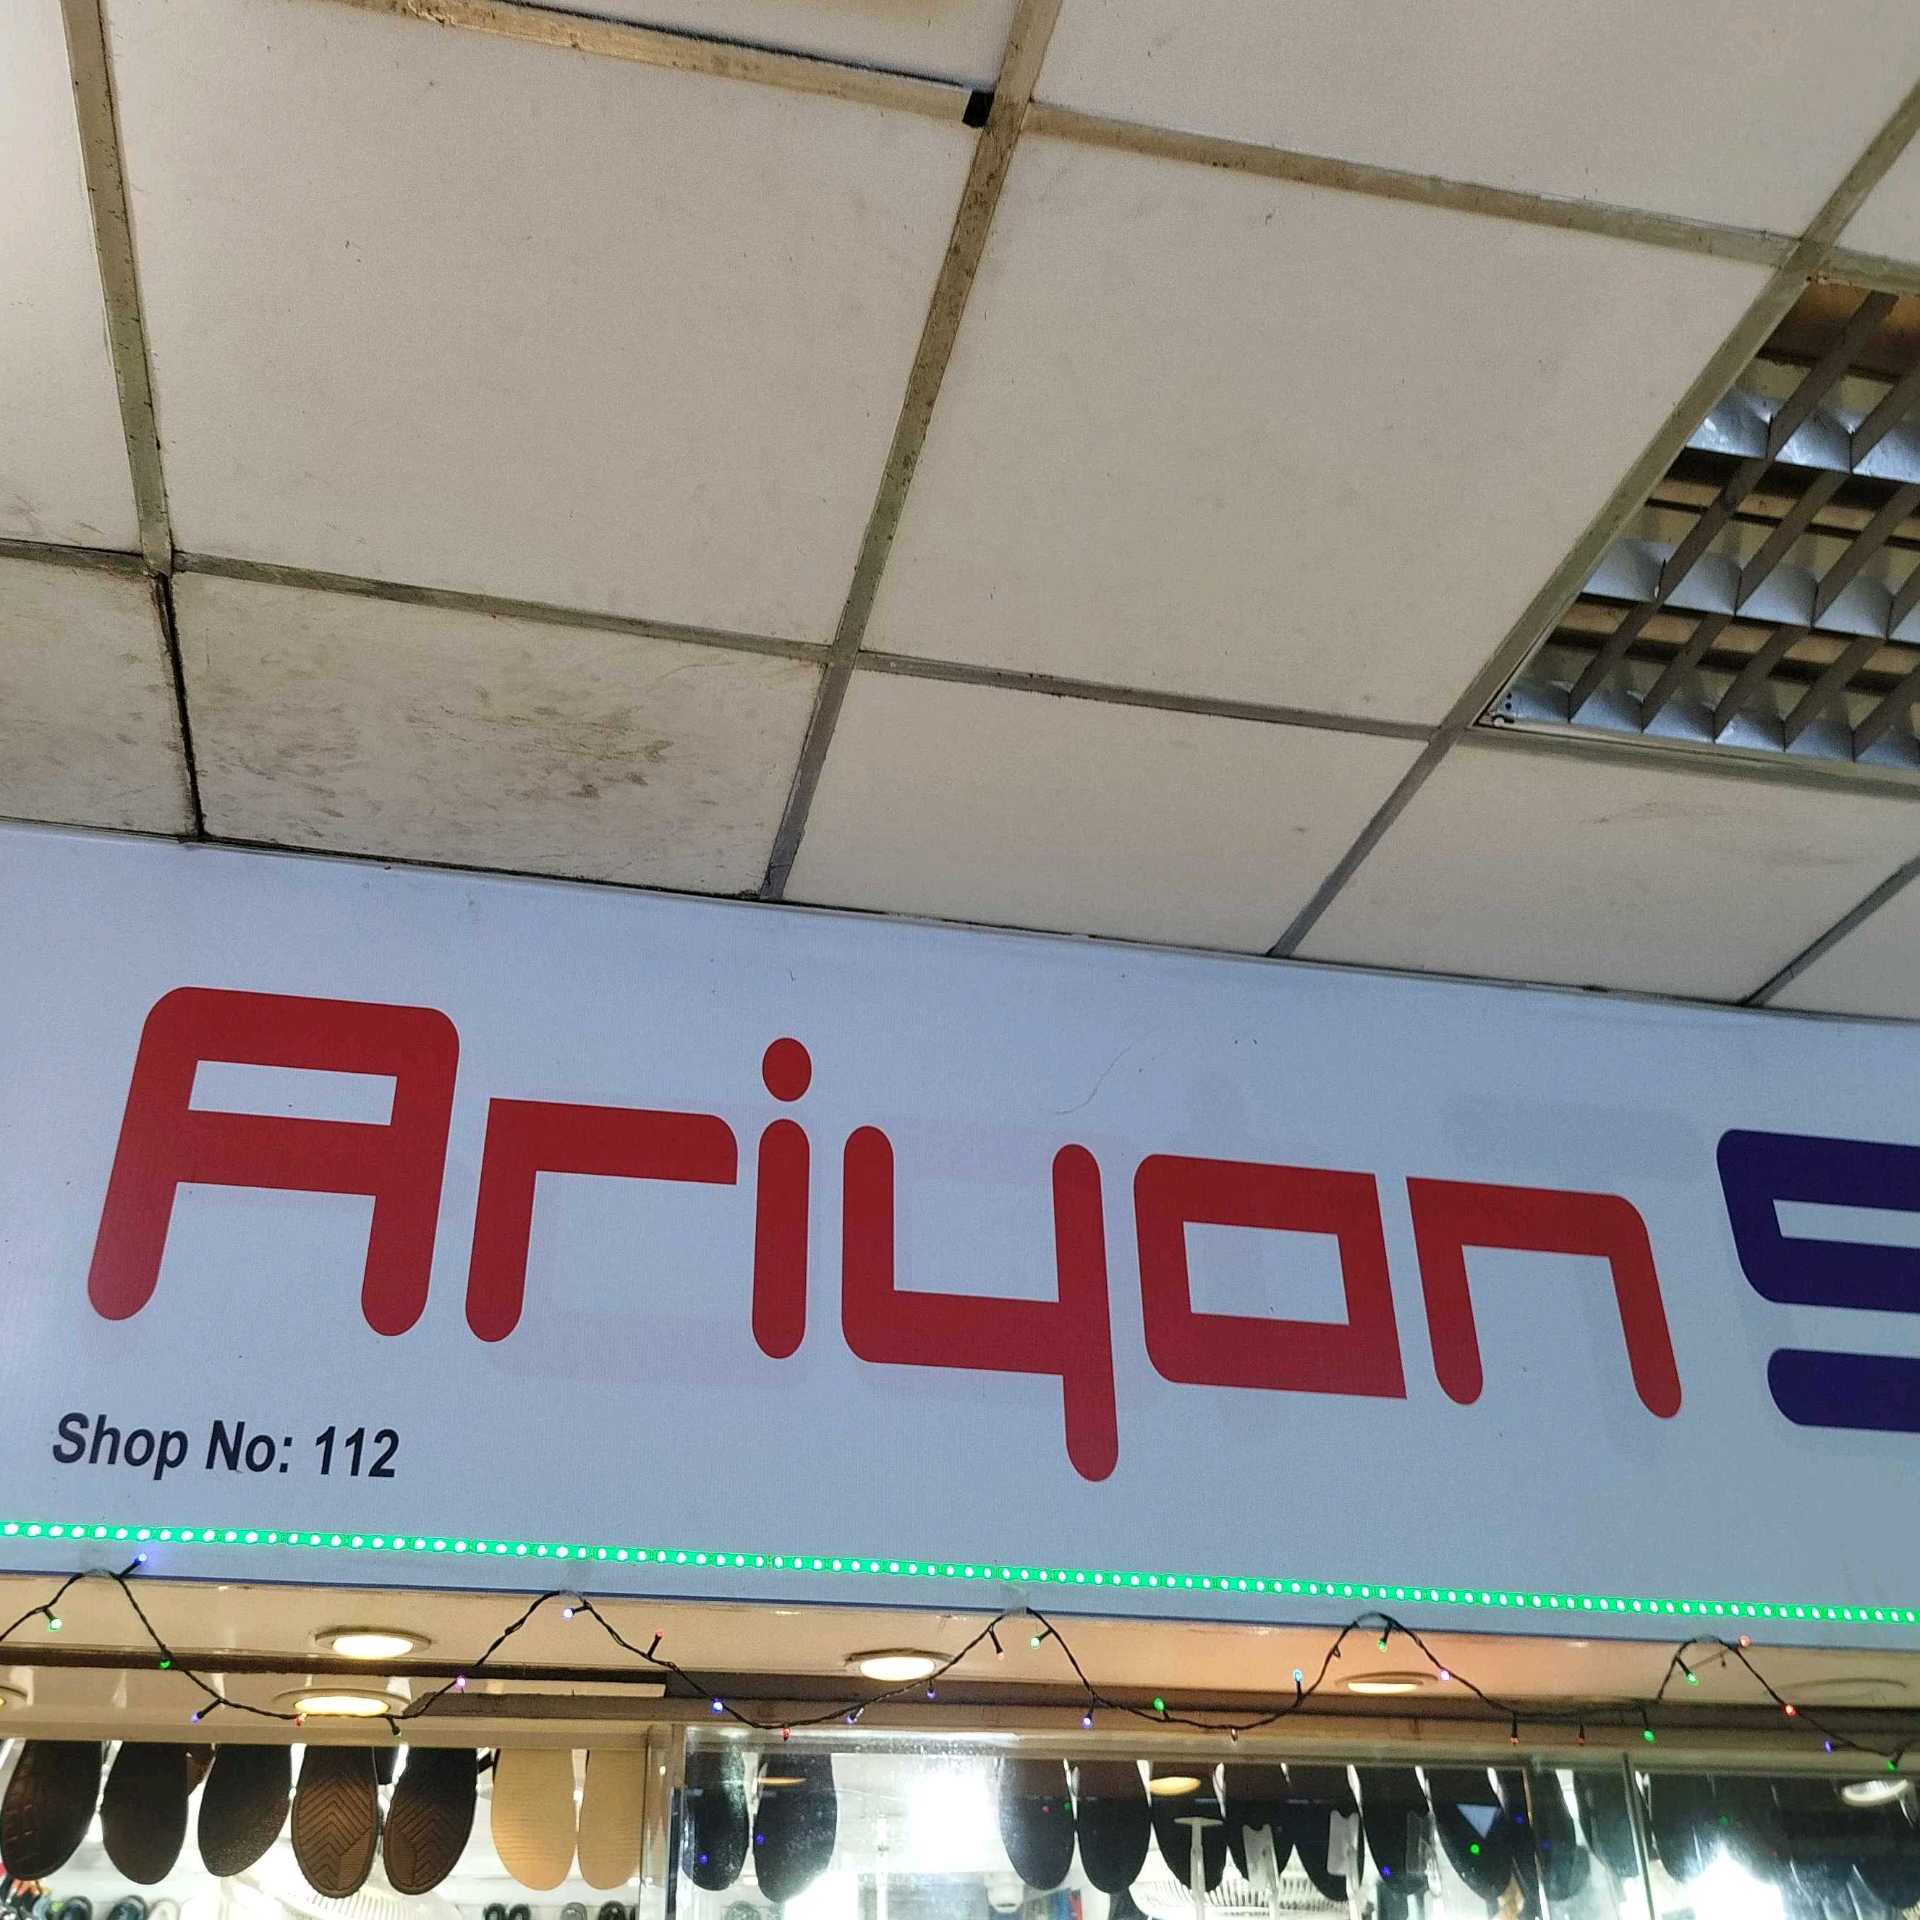 Ariyan S
Shop No: 112